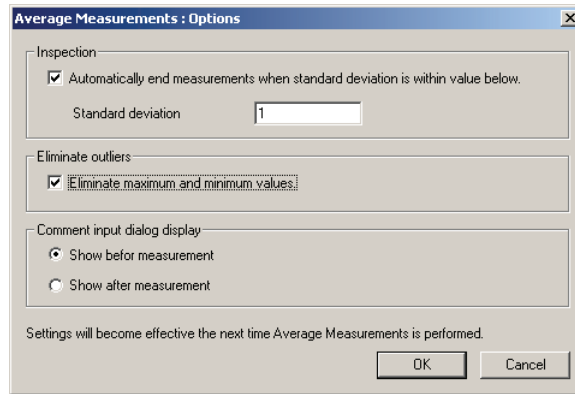 Average Measurements : Options
Inspection
Automatically end measurements when standard deviation is within value below.
Standard deviation
1
Eliminate outliers
Eliminate maximum and minimum values.
Comment input dialog display
Show befor measurement
Show after measurement
Settings will become effective the next time Average Measurements is performed.
OK
Cancel